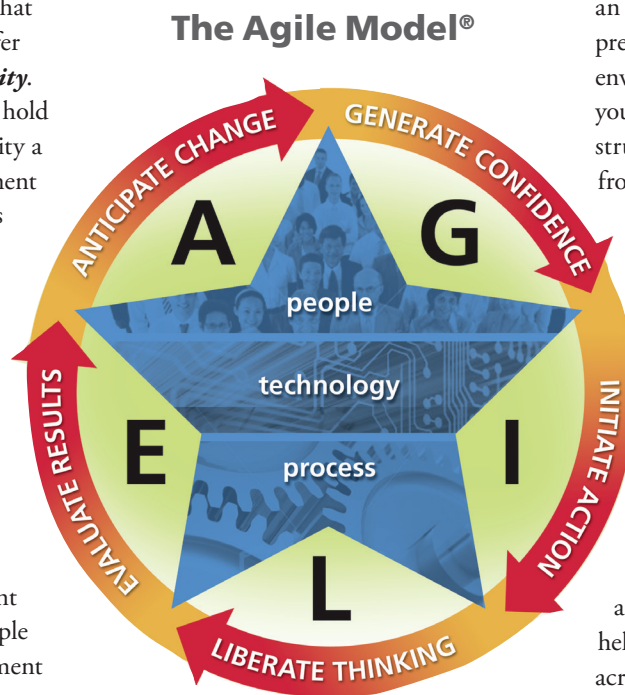 hat
fer
ity.
hold
ity a
ment
s
nt
ple
ment
The Agile Model®
ANTICIPATE CHANGE
GENERATE CONFIDENCE
A
G
people
technology
E
I
process
EVALUATE RESULTS
INITIATE ACTION
L
LIBERATE THINKING
an
pre
env
you
stru
fro
a
hel
acr